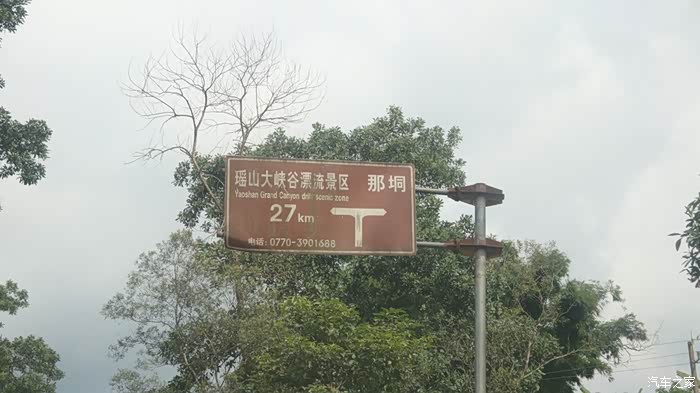 瑶山大峡谷漂流景区 那垌
Yaoshan Grand Canyon drift scenic zone
27km
电话:0770-3901688
汽车之家